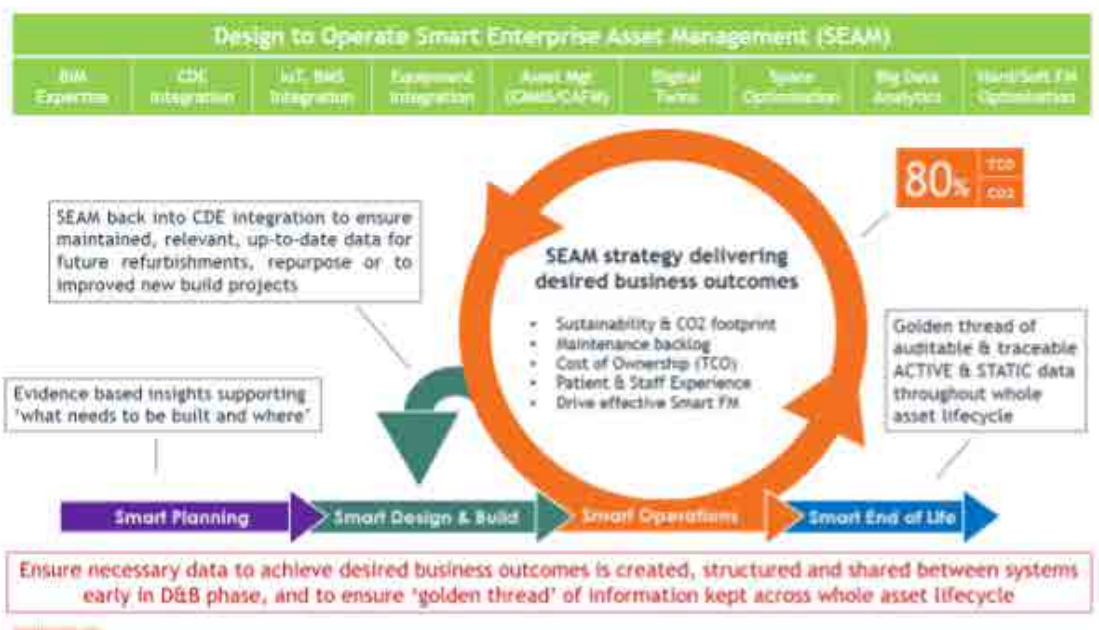 Design to Operate Smart Enterprise Asset Management (SEAM)
BIM
Expertise
CDE
Integration
IoT, BMS
Integration
Equipment
Integration
Asset Mgt
(CMMS/CAFM)
Digital
Twins
Space
Optimisation
Big Data
Analytics
Hard/Soft FM
Optimisation
80%
TCO
CO2
SEAM back into CDE integration to ensure
maintained, relevant, up-to-date data for
future refurbishments, repurpose or to
improved new build projects
SEAM strategy delivering
desired business outcomes
• Sustainability & CO2 footprint
• Maintenance backlog
• Cost of Ownership (TCO)
• Patient & Staff Experience
• Drive effective Smart FM
Golden thread of
auditable & traceable
ACTIVE & STATIC data
throughout whole
asset lifecycle
Evidence based insights supporting
‘what needs to be built and where’
Smart Planning
Smart Design & Build
Smart Operations
Smart End of Life
Ensure necessary data to achieve desired business outcomes is created, structured and shared between systems
early in D&B phase, and to ensure ‘golden thread’ of information kept across whole asset lifecycle